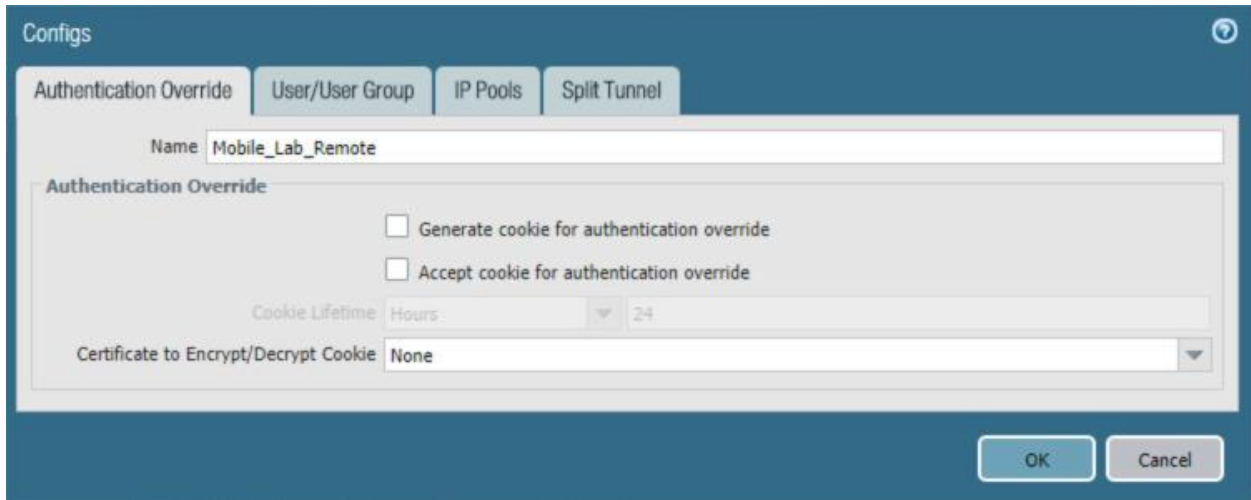 Configs
Authentication Override User/User Group IP Pools Split Tunnel
Name Mobile_Lab_Remote
Authentication Override
Generate cookie for authentication override
Accept cookie for authentication override
Cookie Lifetime Hours 24
Certificate to Encrypt/Decrypt Cookie None
OK Cancel